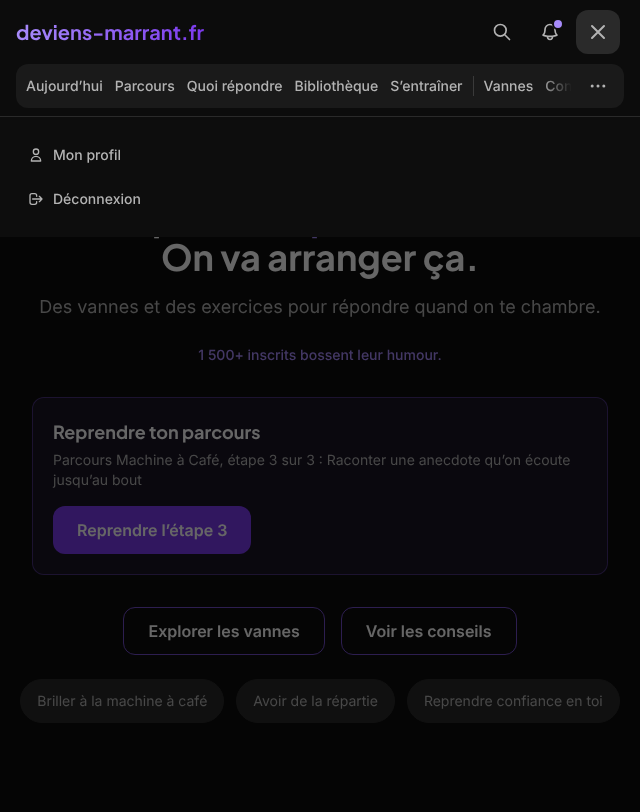 deviens-marrant.fr
Aujourd’hui Parcours Quoi répondre Bibliothèque S’entraîner Vannes
Mon profil
Déconnexion
On va arranger ça.
Des vannes et des exercices pour répondre quand on te chambre.
1 500+ inscrits bossent leur humour.
Reprendre ton parcours
Parcours Machine à Café, étape 3 sur 3 : Raconter une anecdote qu’on écoute
jusqu’au bout
Reprendre l’étape 3
Explorer les vannes Voir les conseils
Briller à la machine à café Avoir de la répartie Reprendre confiance en toi